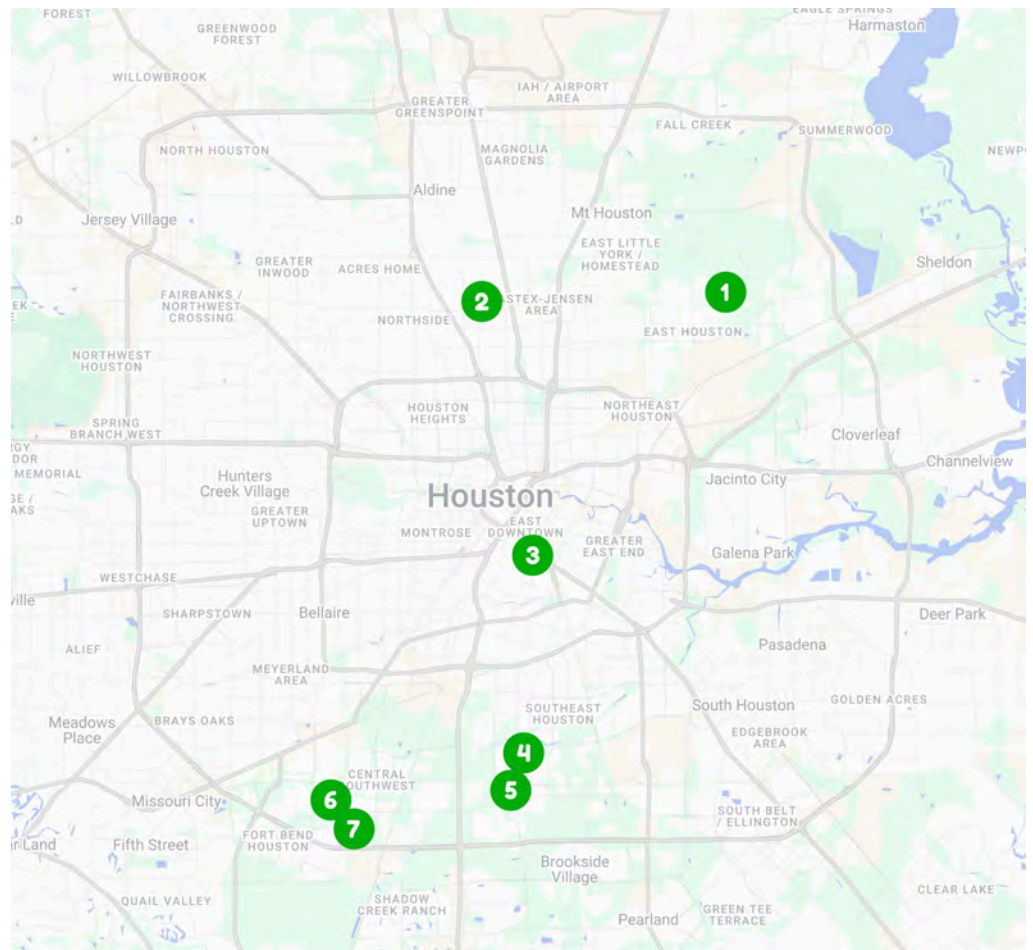 FOREST
EAGLE SPRINGS
Harmaston
GREENWOOD
FOREST
WILLOWBROOK
IAH / AIRPORT
AREA
GREATER
GREENSPOINT
FALL CREEK
SUMMERWOOD
NORTH HOUSTON
MAGNOLIA
GARDENS
NEWPO
Aldine
Jersey Village
Mt Houston
EAST LITTLE
YORK /
HOMESTEAD
GREATER
INWOOD
ACRES HOME
Sheldon
1
2
FAIRBANKS /
NORTHWEST
CROSSING
ASTEX-JENSEN
AREA
NORTHSIDE
EAST HOUSTON
NORTHWEST
HOUSTON
HOUSTON
HEIGHTS
NORTHEAST
HOUSTON
SPRING
BRANCH WEST
Cloverleaf
MEMORIAL
Hunters
Creek Village
Channelview
Jacinto City
Houston
GREATER
UPTOWN
MONTROSE
EAST
DOWNTOWN
3
GREATER
EAST END
Galena Park
WESTCHASE
ville
SHARPSTOWN
Bellaire
Deer Park
ALIEF
Pasadena
MEYERLAND
AREA
GOLDEN ACRES
SOUTHEAST
HOUSTON
South Houston
Meadows
Place
BRAYS OAKS
EDGEBROOK
AREA
4
5
CENTRAL
SOUTHWEST
6
7
Missouri City
SOUTH BELT
/ ELLINGTON
FORT BEND
HOUSTON
ar Land
Fifth Street
Brookside
Village
CLEAR LAKE
QUAIL VALLEY
SHADOW
CREEK RANCH
Pearland
GREEN TEE
TERRACE